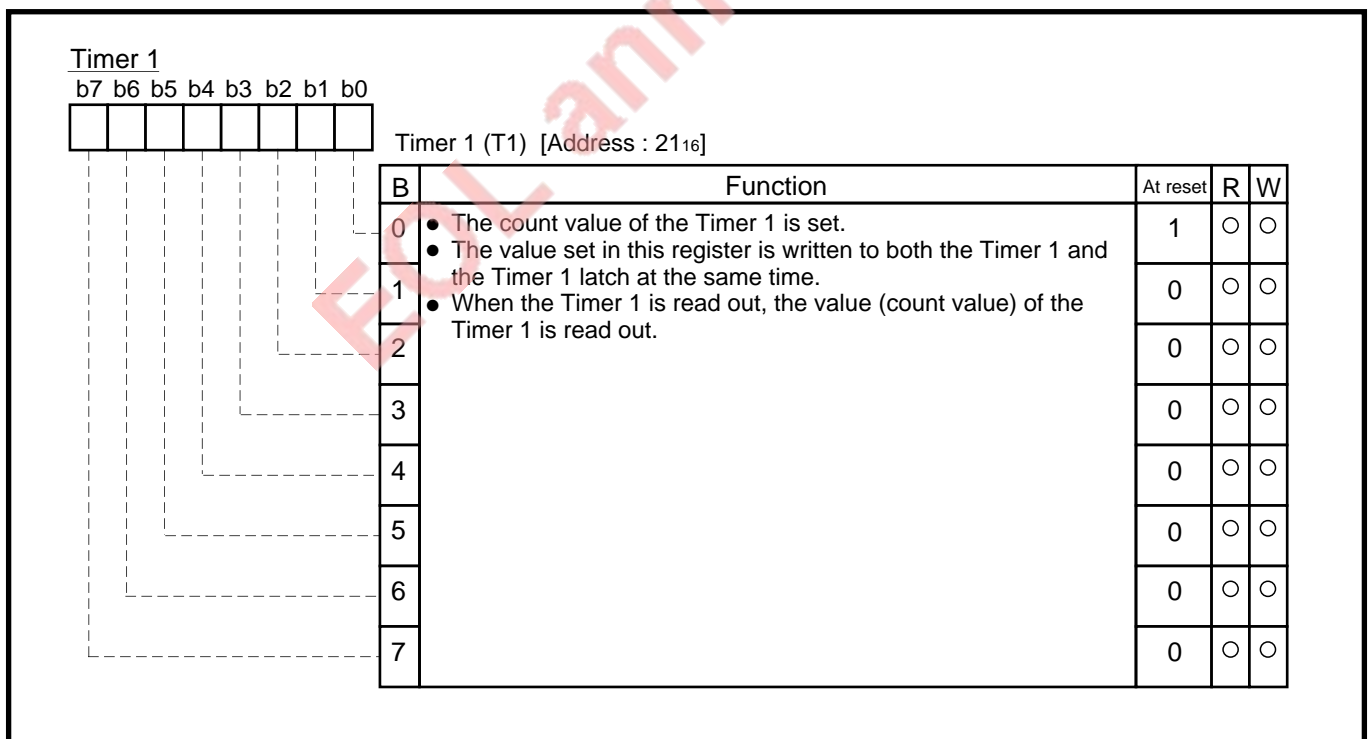 Timer 1
b7 b6 b5 b4 b3 b2 b1 b0
Timer 1 (T1) [Address : 21₁₆]
B Function At reset R W
0 ● The count value of the Timer 1 is set. 1 ○ ○
● The value set in this register is written to both the Timer 1 and
the Timer 1 latch at the same time.
1 0 ○ ○
● When the Timer 1 is read out, the value (count value) of the
Timer 1 is read out.
2 0 ○ ○
3 0 ○ ○
4 0 ○ ○
5 0 ○ ○
6 0 ○ ○
7 0 ○ ○
EOL